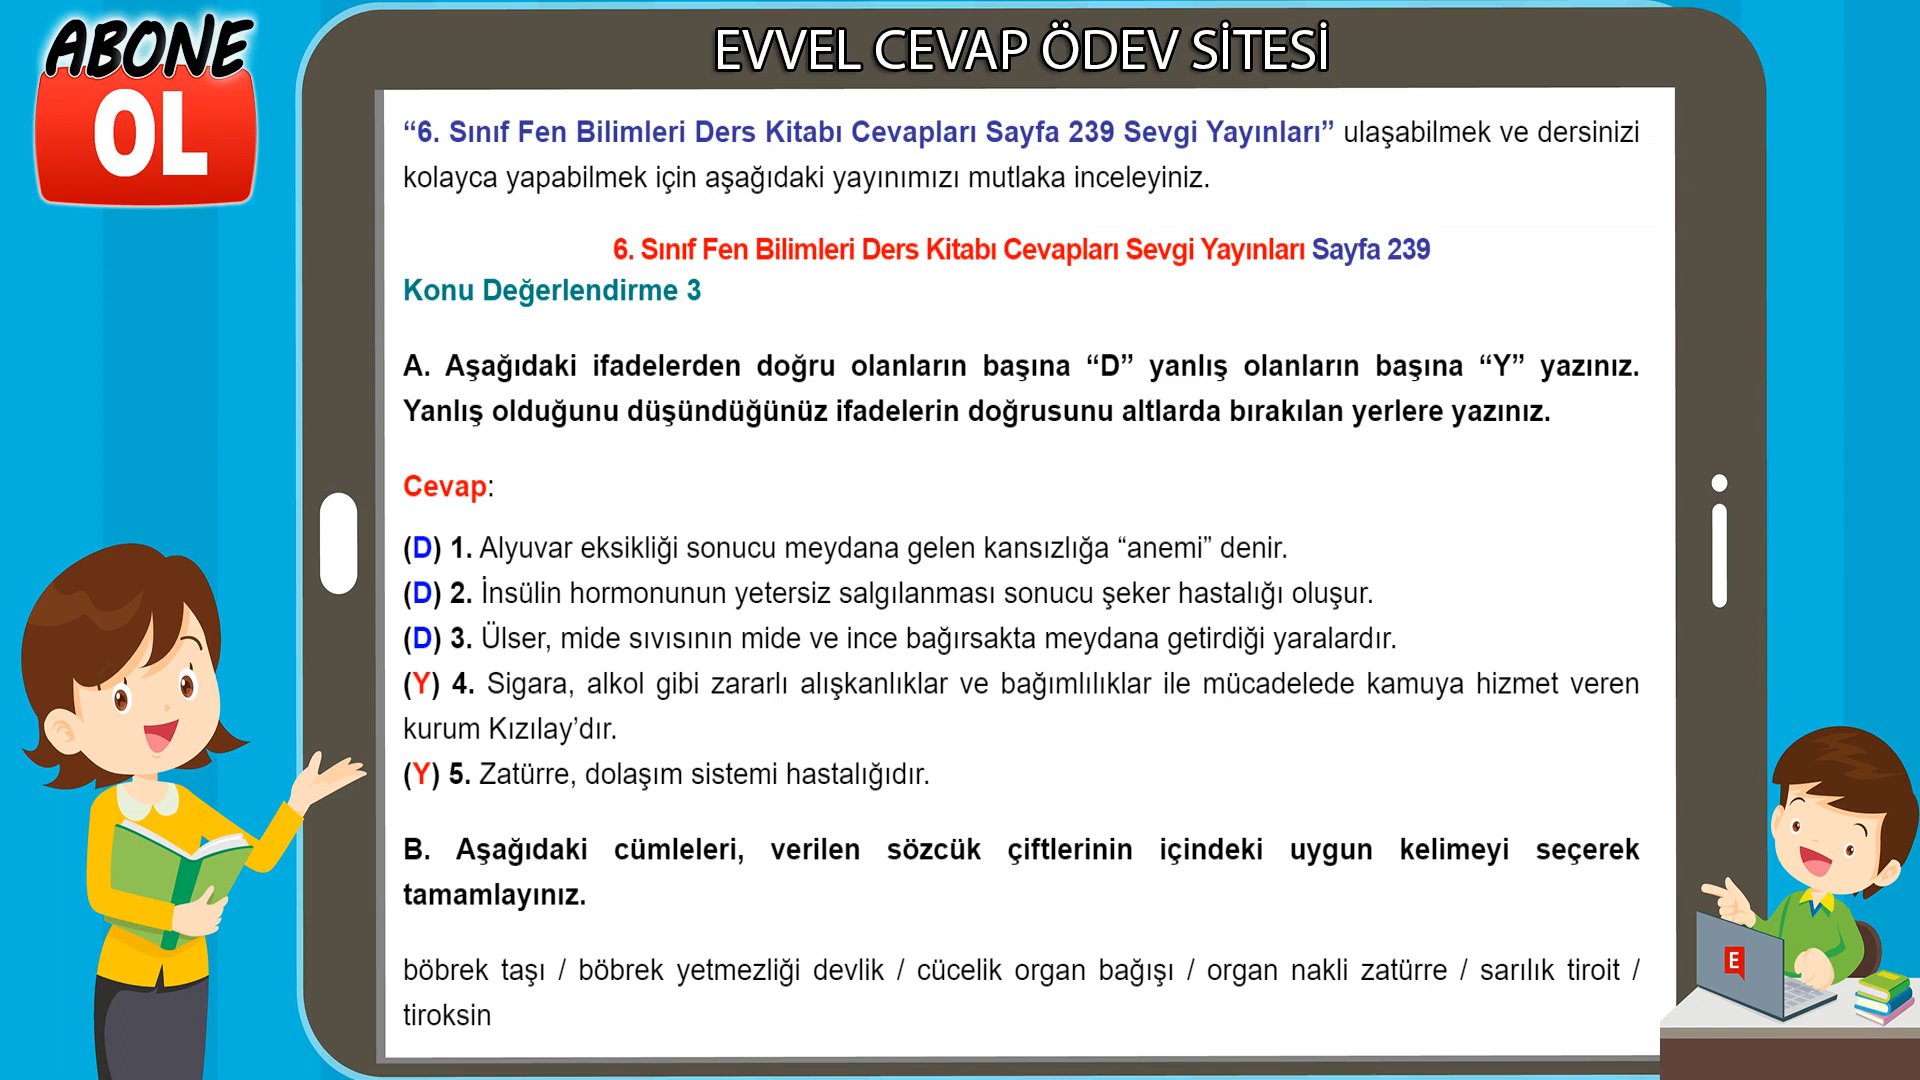 ABONE
OL
EVVEL CEVAP ÖDEV SİTESİ
“6. Sınıf Fen Bilimleri Ders Kitabı Cevapları Sayfa 239 Sevgi Yayınları” ulaşabilmek ve dersinizi
kolayca yapabilmek için aşağıdaki yayınımızı mutlaka inceleyiniz.
6. Sınıf Fen Bilimleri Ders Kitabı Cevapları Sevgi Yayınları Sayfa 239
Konu Değerlendirme 3
A. Aşağıdaki ifadelerden doğru olanların başına “D” yanlış olanların başına “Y” yazınız.
Yanlış olduğunu düşündüğünüz ifadelerin doğrusunu altlarda bırakılan yerlere yazınız.
Cevap:
(D) 1. Alyuvar eksikliği sonucu meydana gelen kansızlığa “anemi” denir.
(D) 2. İnsülin hormonunun yetersiz salgılanması sonucu şeker hastalığı oluşur.
(D) 3. Ülser, mide sıvısının mide ve ince bağırsakta meydana getirdiği yaralardır.
(Y) 4. Sigara, alkol gibi zararlı alışkanlıklar ve bağımlılıklar ile mücadelede kamuya hizmet veren
kurum Kızılay’dır.
(Y) 5. Zatürre, dolaşım sistemi hastalığıdır.
B. Aşağıdaki cümleleri, verilen sözcük çiftlerinin içindeki uygun kelimeyi seçerek
tamamlayınız.
böbrek taşı / böbrek yetmezliği devlik / cücelik organ bağışı / organ nakli zatürre / sarılık tiroit /
tiroksin
E